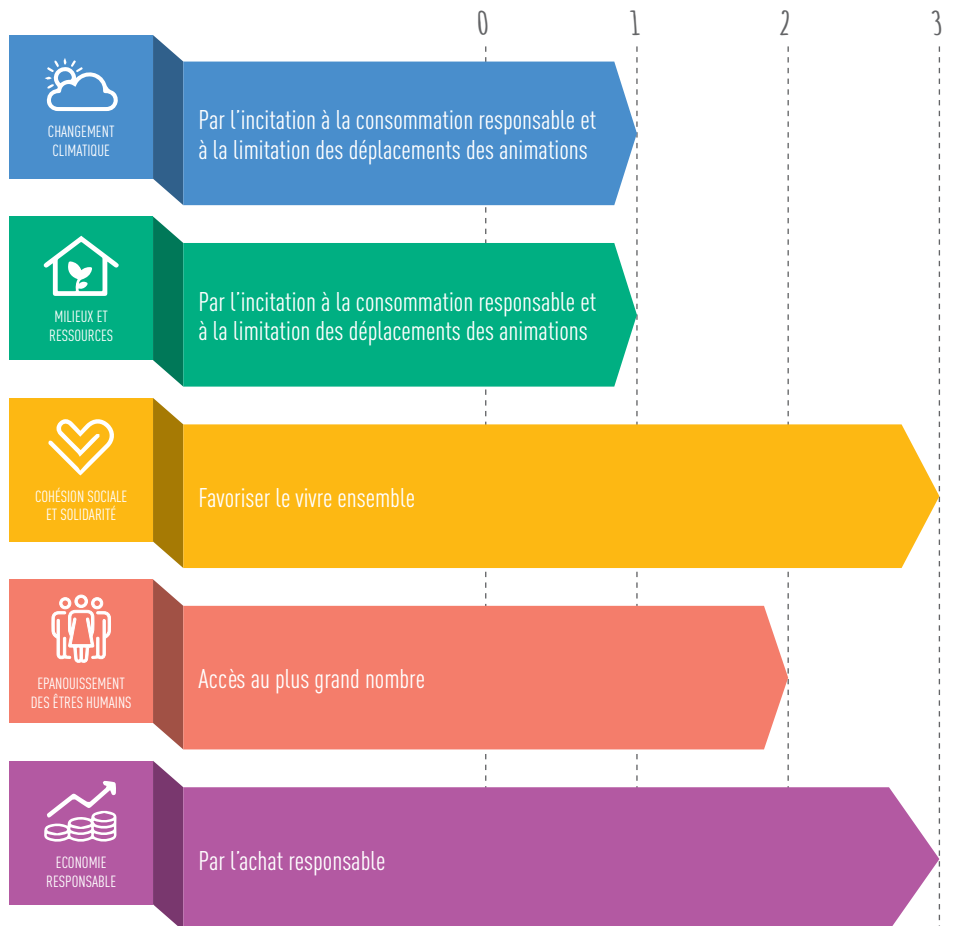 0 1 2 3
CHANGEMENT
CLIMATIQUE
Par l'incitation à la consommation responsable et
à la limitation des déplacements des animations
MILIEUX ET
RESSOURCES
Par l'incitation à la consommation responsable et
à la limitation des déplacements des animations
COHÉSION SOCIALE
ET SOLIDARITÉ
Favoriser le vivre ensemble
EPANOUISSEMENT
DES ÊTRES HUMAINS
Accès au plus grand nombre
ECONOMIE
RESPONSABLE
Par l'achat responsable